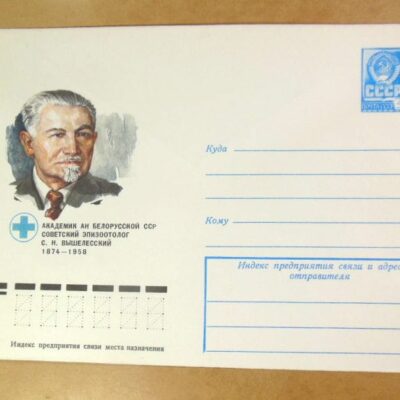 СССР
Куда
Кому
АКАДЕМИК АН БЕЛОРУССКОЙ ССР
СОВЕТСКИЙ ЭПИЗООТОЛОГ
С. Н. ВЫШЕЛЕССКИЙ
1874—1958
Индекс предприятия связи и адрес
отправителя
Индекс предприятия связи места назначения